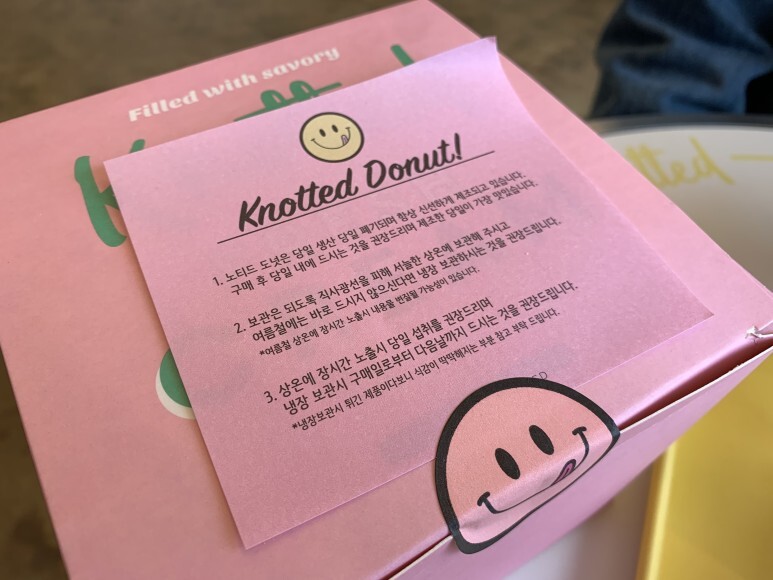 Filled with savory
Knotted Donut!
1. 노티드 도넛은 당일 생산 당일 폐기되며 항상 신선하게 제조되고 있습니다.
구매 후 당일 내에 드시는 것을 권장드리며 제조한 당일이 가장 맛있습니다.
2. 보관은 되도록 직사광선을 피해 서늘한 상온에 보관해 주시고
여름철에는 바로 드시지 않으신다면 냉장 보관하시는 것을 권장드립니다.
*여름철 상온에 장시간 노출시 내용물 변질될 가능성이 있습니다.
3. 상온에 장시간 노출시 당일 섭취를 권장드리며
냉장 보관시 구매일로부터 다음날까지 드시는 것을 권장드립니다.
*냉장보관시 튀긴 제품이다보니 식감이 딱딱해지는 부분 참고 부탁 드립니다.